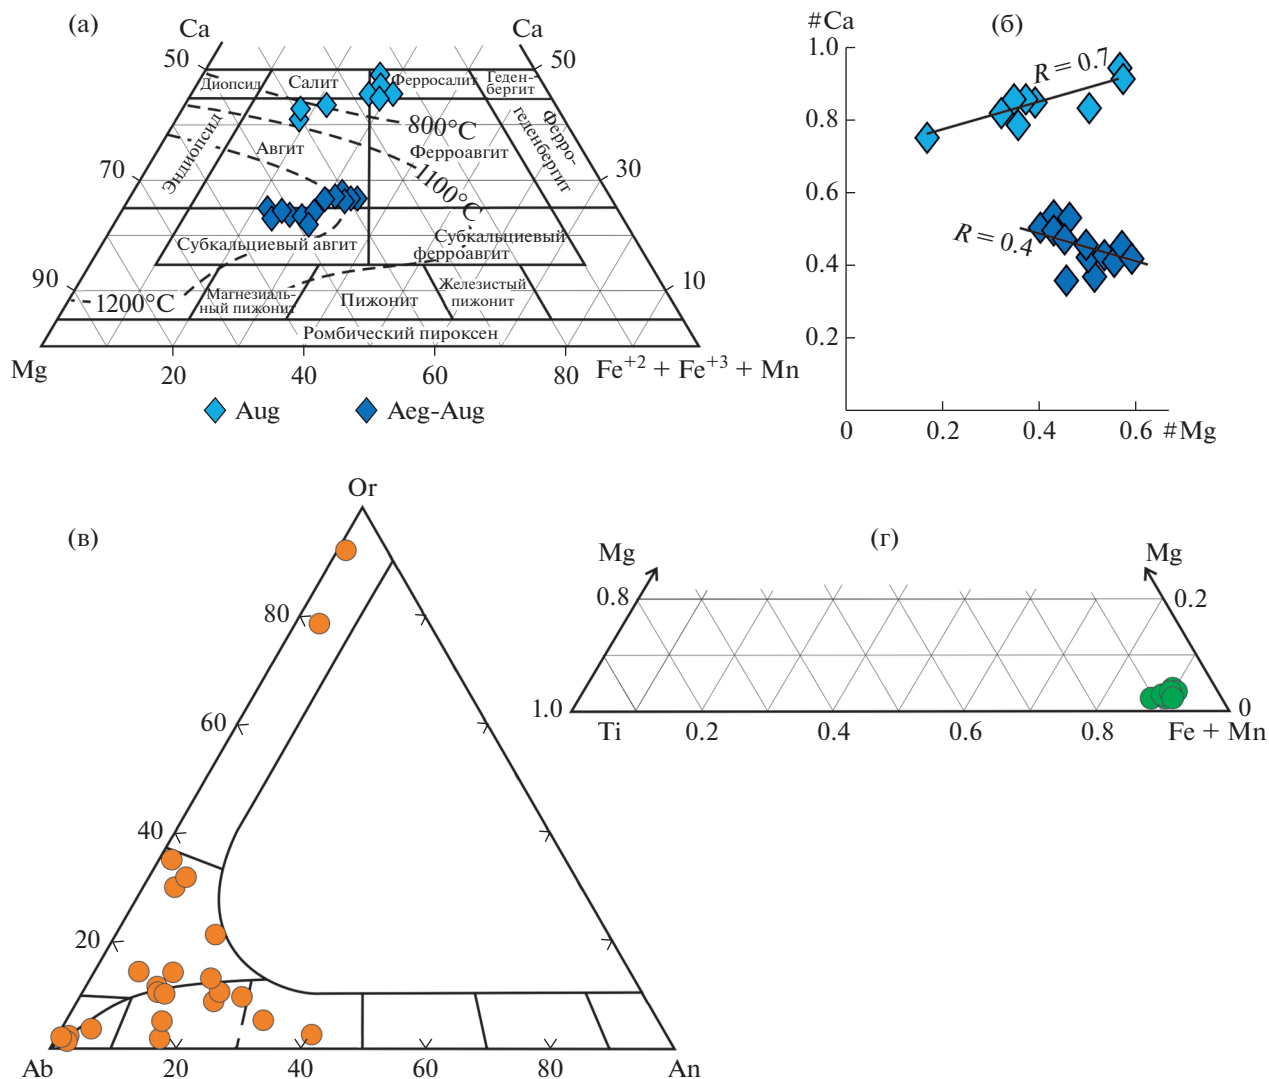 (а)
Ca
Ca
50
50
Диопсид
Салит
Ферросалит
Геден-
бергит
800°C
Эндиопсид
Авгит
Ферроавгит
Ферро-
геденбергит
70
1100°C
30
Субкальциевый авгит
Субкальциевый
ферроавгит
90
1200°C
Магнезиаль-
ный пижонит
Пижонит
Железистый
пижонит
10
Ромбический пироксен
Mg
20
40
60
80
Fe+2 + Fe+3 + Mn
Aug
Aeg-Aug
(б)
#Ca
1.0
0.8
0.6
0.4
0.2
R = 0.7
R = 0.4
0
0.2
0.4
0.6
#Mg
(в)
Or
80
60
40
20
Ab
20
40
60
80
An
(г)
Mg
Mg
0.8
0.2
1.0
0
Ti
0.2
0.4
0.6
0.8
Fe + Mn